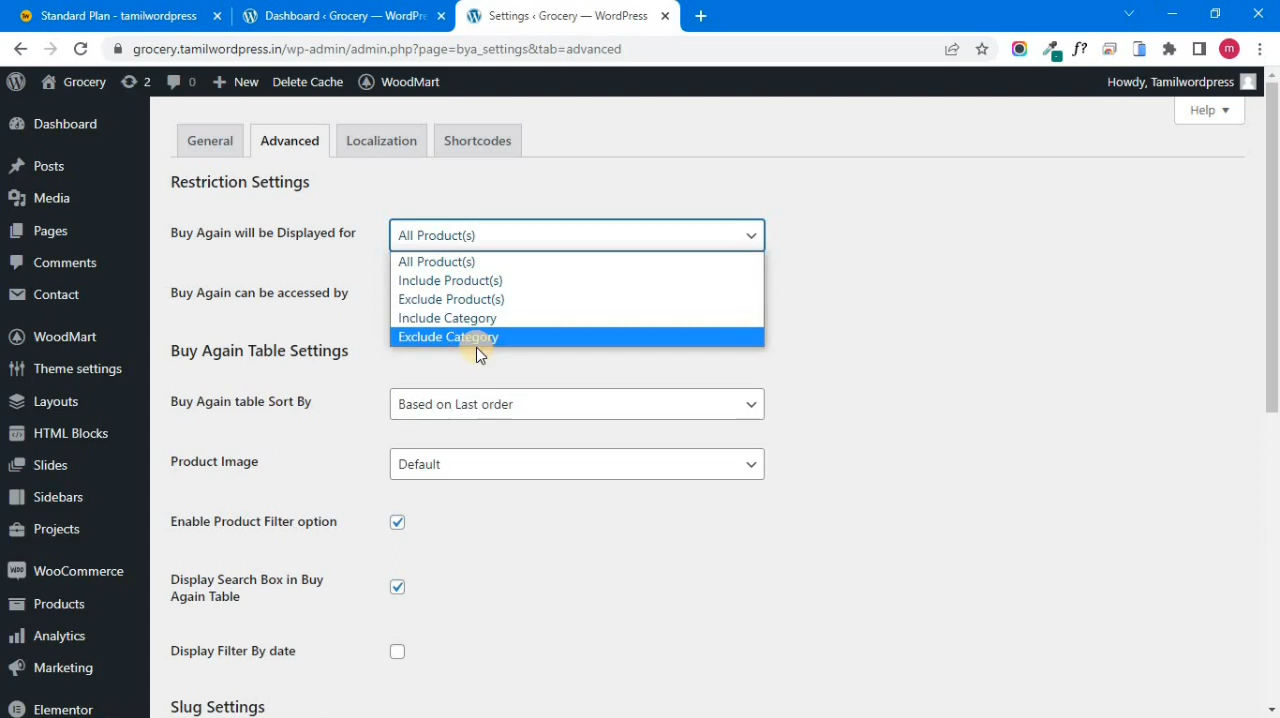 Standard Plan - tamilwordpress
Dashboard ‹ Grocery — WordPr
Settings ‹ Grocery — WordPress
grocery.tamilwordpress.in/wp-admin/admin.php?page=bya_settings&tab=advanced
f?
m
Grocery
2
0
New
Delete Cache
WoodMart
Howdy, Tamilwordpress
Dashboard
Posts
Media
Pages
Comments
Contact
WoodMart
Theme settings
Layouts
HTML Blocks
Slides
Sidebars
Projects
WooCommerce
Products
Analytics
Marketing
Elementor
Help
General
Advanced
Localization
Shortcodes
Restriction Settings
Buy Again will be Displayed for
All Product(s)
All Product(s)
Include Product(s)
Exclude Product(s)
Include Category
Exclude Category
Buy Again can be accessed by
Buy Again Table Settings
Buy Again table Sort By
Based on Last order
Product Image
Default
Enable Product Filter option
Display Search Box in Buy
Again Table
Display Filter By date
Slug Settings